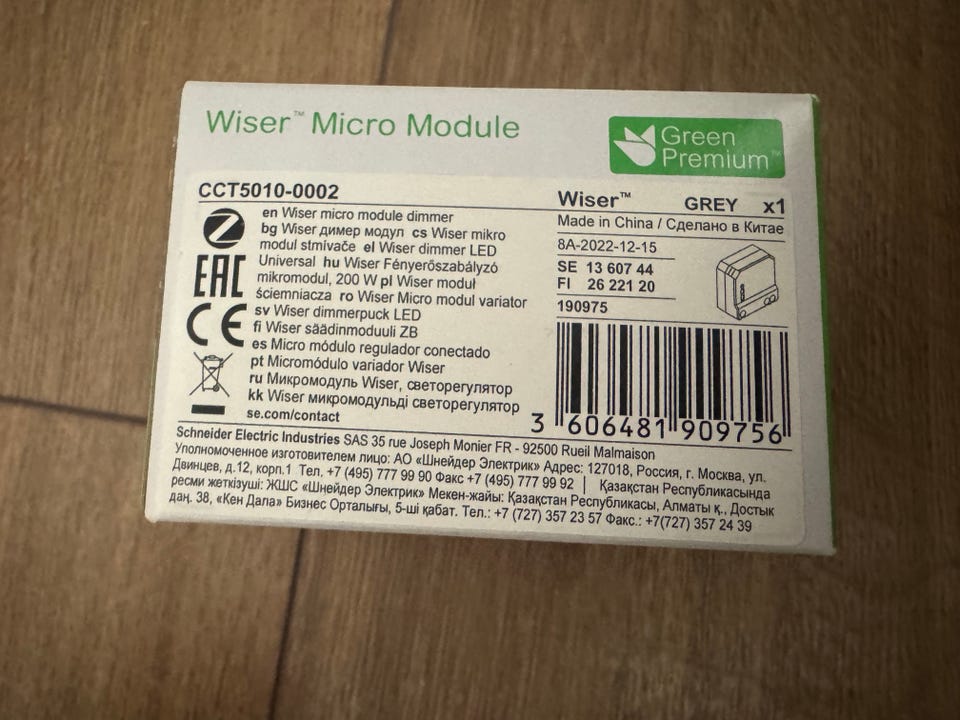 Wiser™ Micro Module
Green
Premium™
CCT5010-0002
en Wiser micro module dimmer
bg Wiser димер модул cs Wiser mikro
modul stmívače el Wiser dimmer LED
Universal hu Wiser Fényerőszabályzó
mikromodul, 200 W pl Wiser moduł
ściemniacza ro Wiser Micro modul variator
sv Wiser dimmerpuck LED
fi Wiser säädinmoduuli ZB
es Micro módulo regulador conectado
pt Micromódulo variador Wiser
ru Микромодуль Wiser, светорегулятор
kk Wiser микромодульді светорегулятор
se.com/contact
EAC
CE
Wiser™ GREY x1
Made in China / Сделано в Китае
8A-2022-12-15
SE 13 607 44
FI 26 221 20
190975
3 606481 909756
Schneider Electric Industries SAS 35 rue Joseph Monier FR - 92500 Rueil Malmaison
Уполномоченное изготовителем лицо: АО «Шнейдер Электрик» Адрес: 127018, Россия, г. Москва, ул.
Двинцев, д.12, корп.1 Тел. +7 (495) 777 99 90 Факс +7 (495) 777 99 92 | Қазақстан Республикасында
ресми жеткізуші: ЖШС «Шнейдер Электрик» Мекен-жайы: Қазақстан Республикасы, Алматы қ., Достык
даң. 38, «Кен Дала» Бизнес Орталығы, 5-ші қабат. Тел.: +7 (727) 357 23 57 Факс.: +7(727) 357 24 39